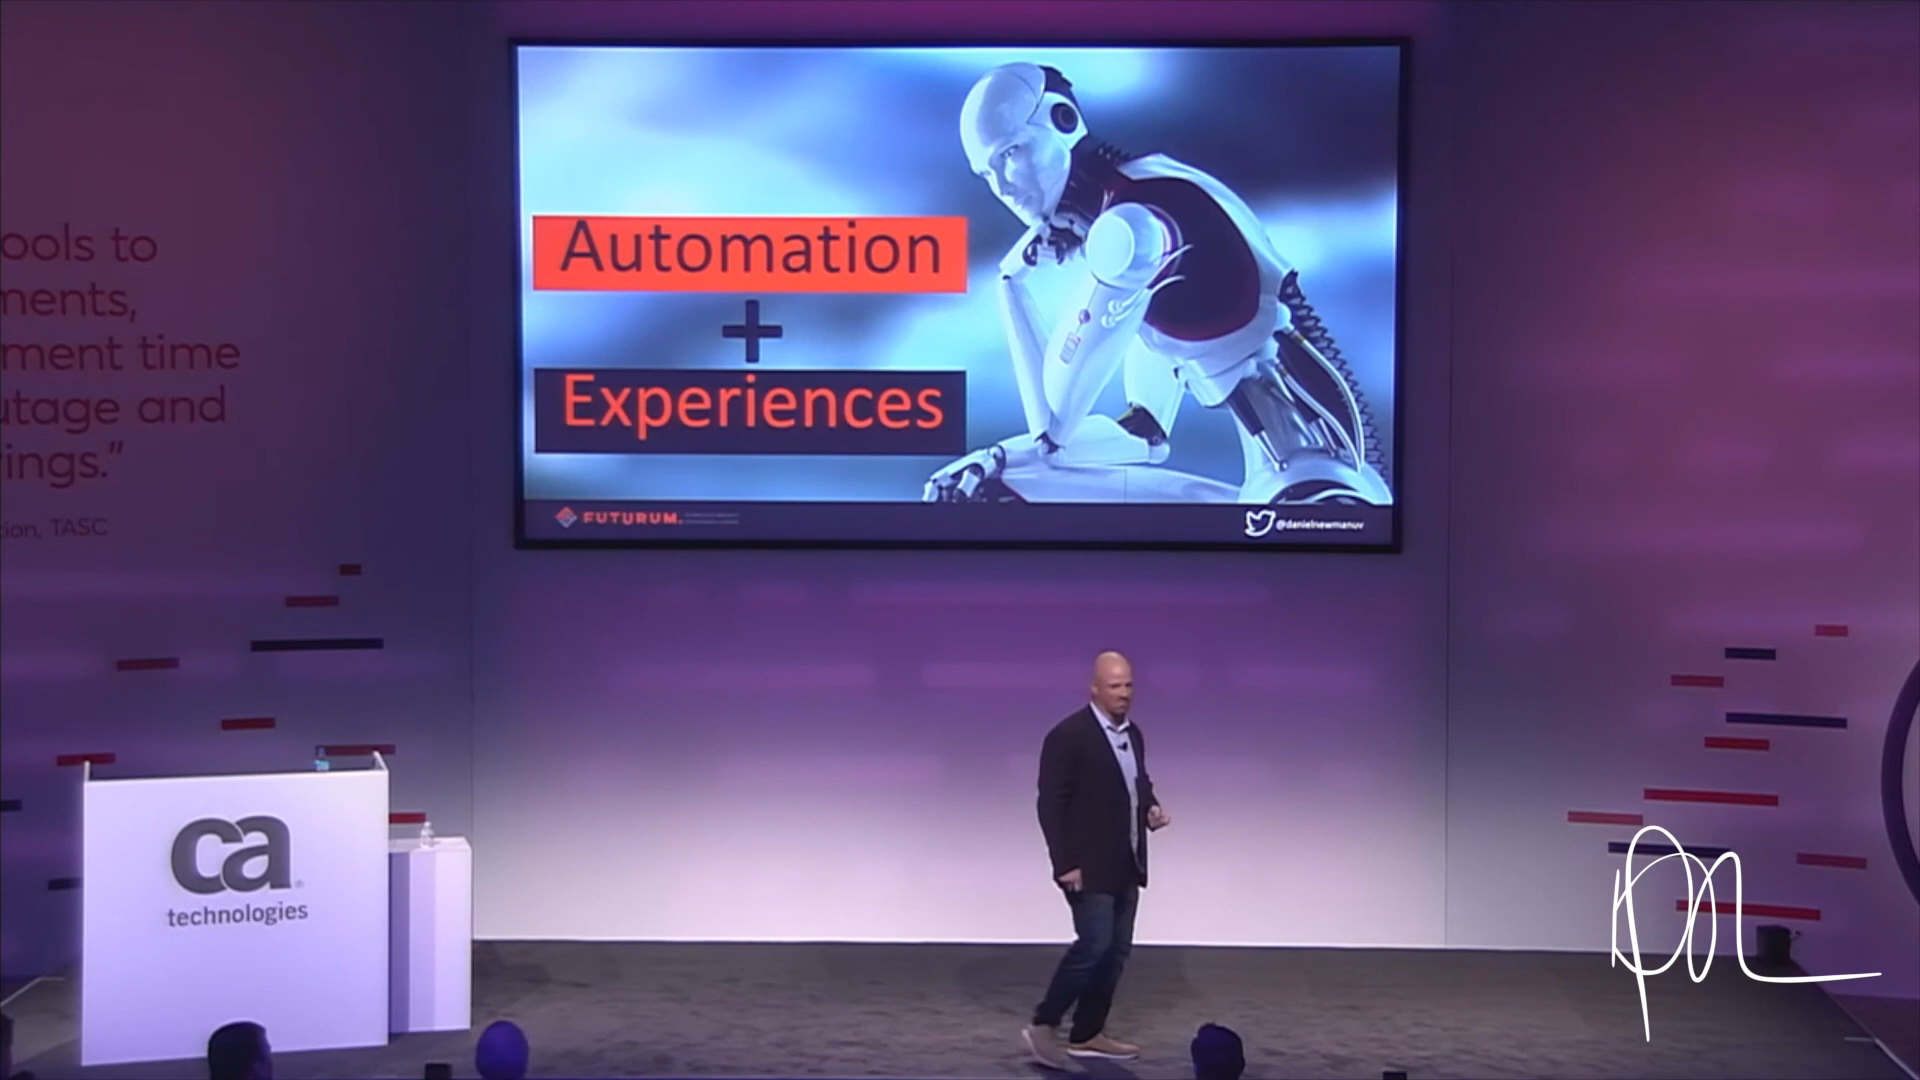 ools to
ments,
ment time
utage and
ings.”
ion, TASC
Automation
+
Experiences
FUTURUM.
@danielnewmanuv
ca
technologies